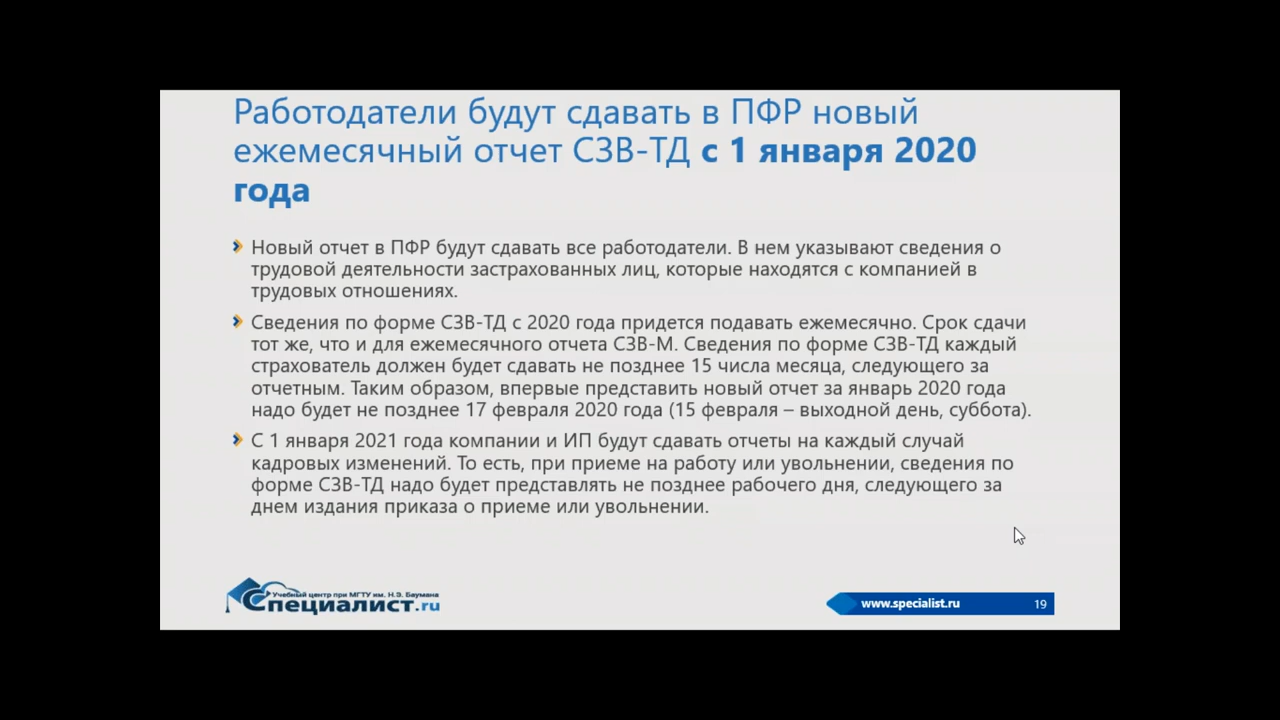 Работодатели будут сдавать в ПФР новый
ежемесячный отчет СЗВ-ТД с 1 января 2020
года
Новый отчет в ПФР будут сдавать все работодатели. В нем указывают сведения о
трудовой деятельности застрахованных лиц, которые находятся с компанией в
трудовых отношениях.
Сведения по форме СЗВ-ТД с 2020 года придется подавать ежемесячно. Срок сдачи
тот же, что и для ежемесячного отчета СЗВ-М. Сведения по форме СЗВ-ТД каждый
страхователь должен будет сдавать не позднее 15 числа месяца, следующего за
отчетным. Таким образом, впервые представить новый отчет за январь 2020 года
надо будет не позднее 17 февраля 2020 года (15 февраля – выходной день, суббота).
С 1 января 2021 года компании и ИП будут сдавать отчеты на каждый случай
кадровых изменений. То есть, при приеме на работу или увольнении, сведения по
форме СЗВ-ТД надо будет представлять не позднее рабочего дня, следующего за
днем издания приказа о приеме или увольнении.
Учебный центр при МГТУ им. Н.Э. Баумана
Специалист.ru
www.specialist.ru 19